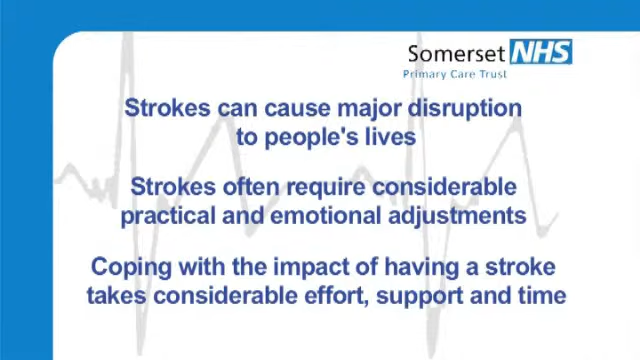 Somerset NHS
Primary Care Trust
Strokes can cause major disruption
to people's lives
Strokes often require considerable
practical and emotional adjustments
Coping with the impact of having a stroke
takes considerable effort, support and time